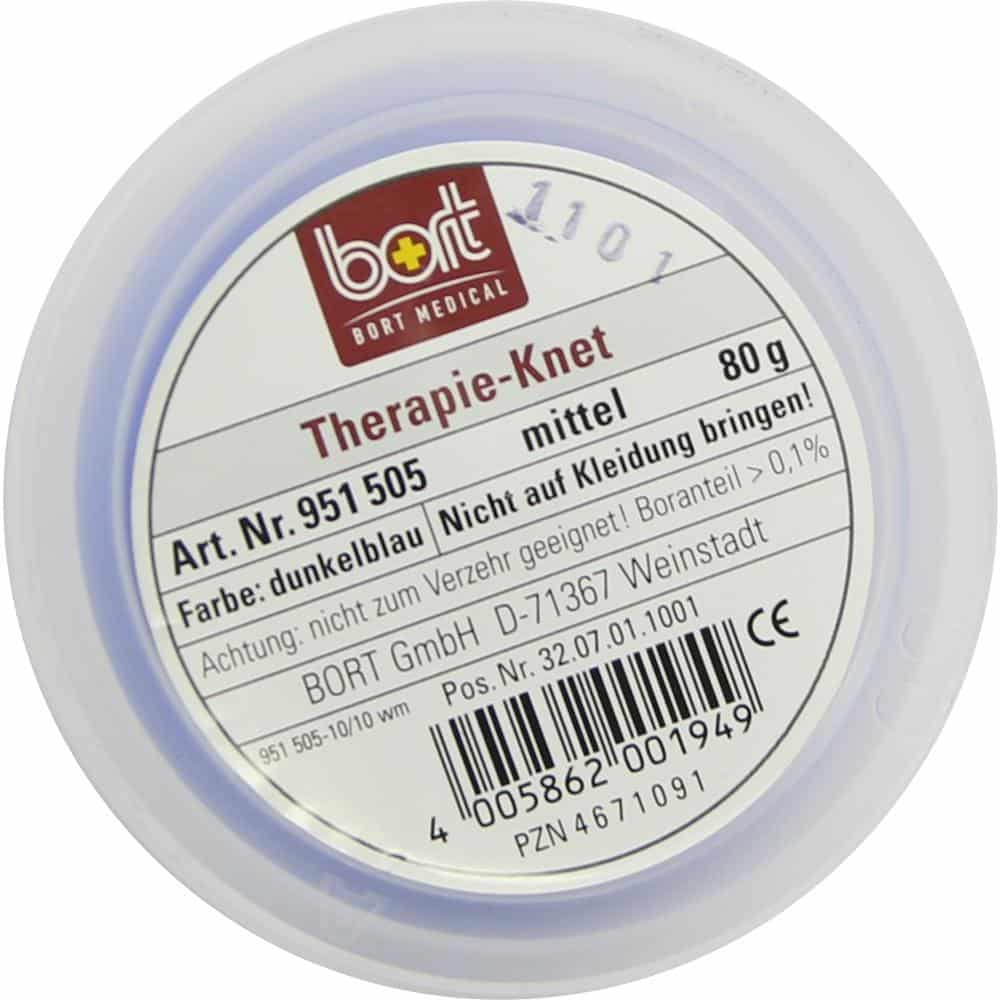 bort
BORT MEDICAL
1101
Therapie-Knet
Art. Nr. 951 505 mittel 80 g
Farbe: dunkelblau Nicht auf Kleidung bringen!
Achtung: nicht zum Verzehr geeignet! Boranteil > 0,1%
BORT GmbH D-71367 Weinstadt
951 505-10/10 wm Pos. Nr. 32.07.01.1001 CE
4 005862 001949
PZN 4671091